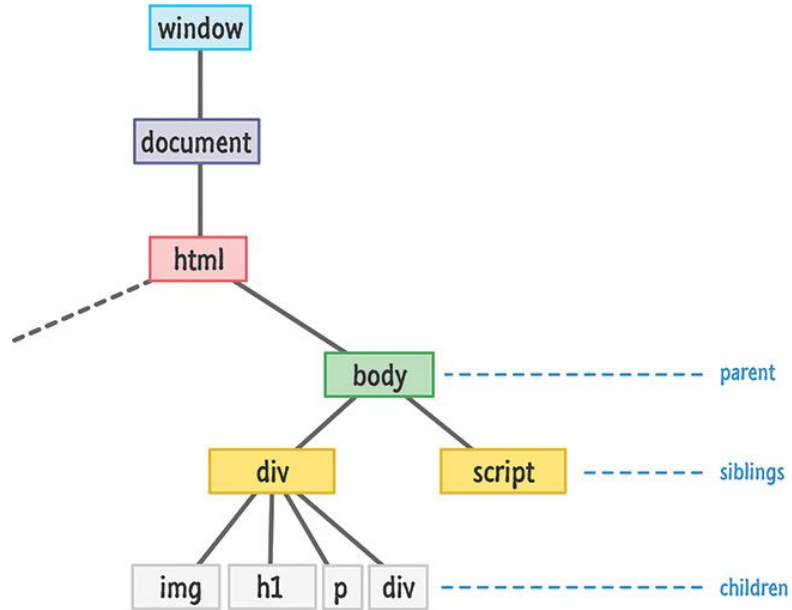 window
document
html
body
parent
div
script
siblings
img
h1
p
div
children